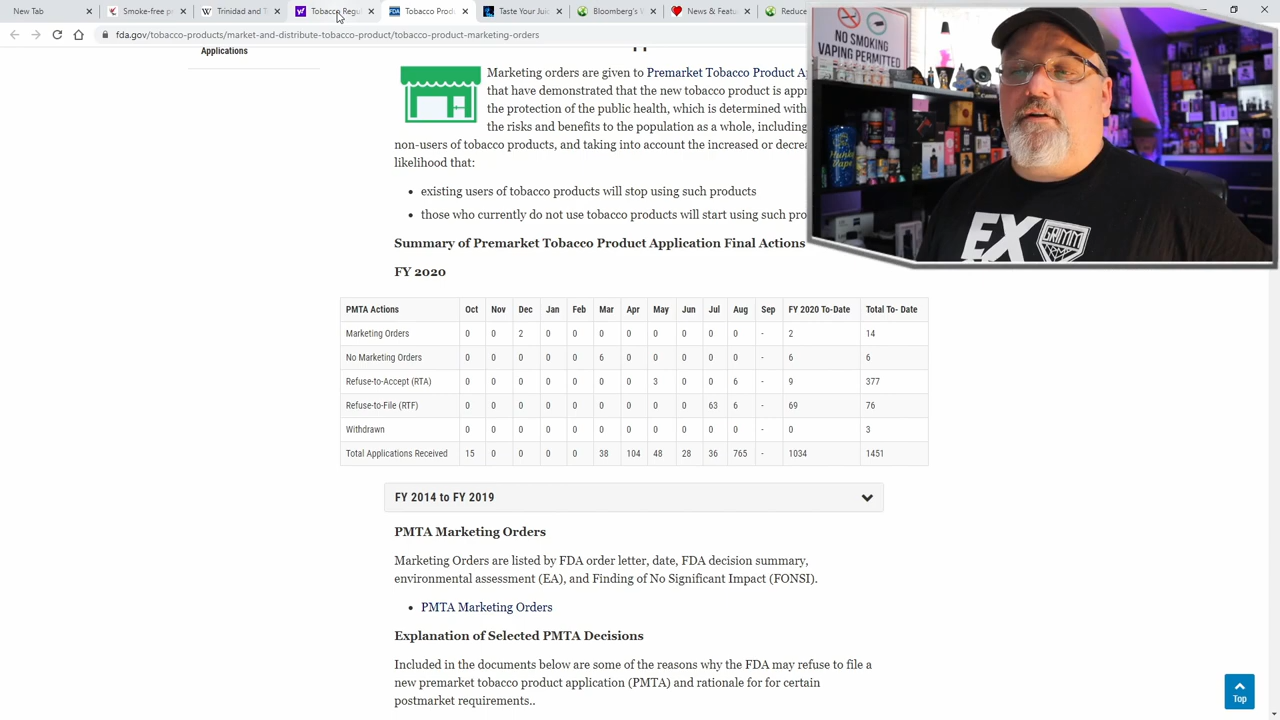 New Tab
Smoke-free p
Trinidad and T
Tobacco Regu
FDA
Tobacco Prod
Taste Your Juic
Bloomberg's W
News & Featu
Reduce
fda.gov/tobacco-products/market-and-distribute-tobacco-product/tobacco-product-marketing-orders
Applications
Marketing orders are given to Premarket Tobacco Product A
that have demonstrated that the new tobacco product is appr
the protection of the public health, which is determined with
the risks and benefits to the population as a whole, including
non-users of tobacco products, and taking into account the increased or decrea
likelihood that:
• existing users of tobacco products will stop using such products
• those who currently do not use tobacco products will start using such pro
Summary of Premarket Tobacco Product Application Final Actions
FY 2020
PMTA Actions Oct Nov Dec Jan Feb Mar Apr May Jun Jul Aug Sep FY 2020 To-Date Total To- Date
Marketing Orders 0 0 2 0 0 0 0 0 0 0 0 - 2 14
No Marketing Orders 0 0 0 0 0 6 0 0 0 0 0 - 6 6
Refuse-to-Accept (RTA) 0 0 0 0 0 0 0 3 0 0 6 - 9 377
Refuse-to-File (RTF) 0 0 0 0 0 0 0 0 0 63 6 - 69 76
Withdrawn 0 0 0 0 0 0 0 0 0 0 0 - 0 3
Total Applications Received 15 0 0 0 0 38 104 48 28 36 765 - 1034 1451
FY 2014 to FY 2019
PMTA Marketing Orders
Marketing Orders are listed by FDA order letter, date, FDA decision summary,
environmental assessment (EA), and Finding of No Significant Impact (FONSI).
• PMTA Marketing Orders
Explanation of Selected PMTA Decisions
Included in the documents below are some of the reasons why the FDA may refuse to file a
new premarket tobacco product application (PMTA) and rationale for for certain
postmarket requirements..
Top
NO SMOKING
VAPING PERMITTED
EX
GRIMM